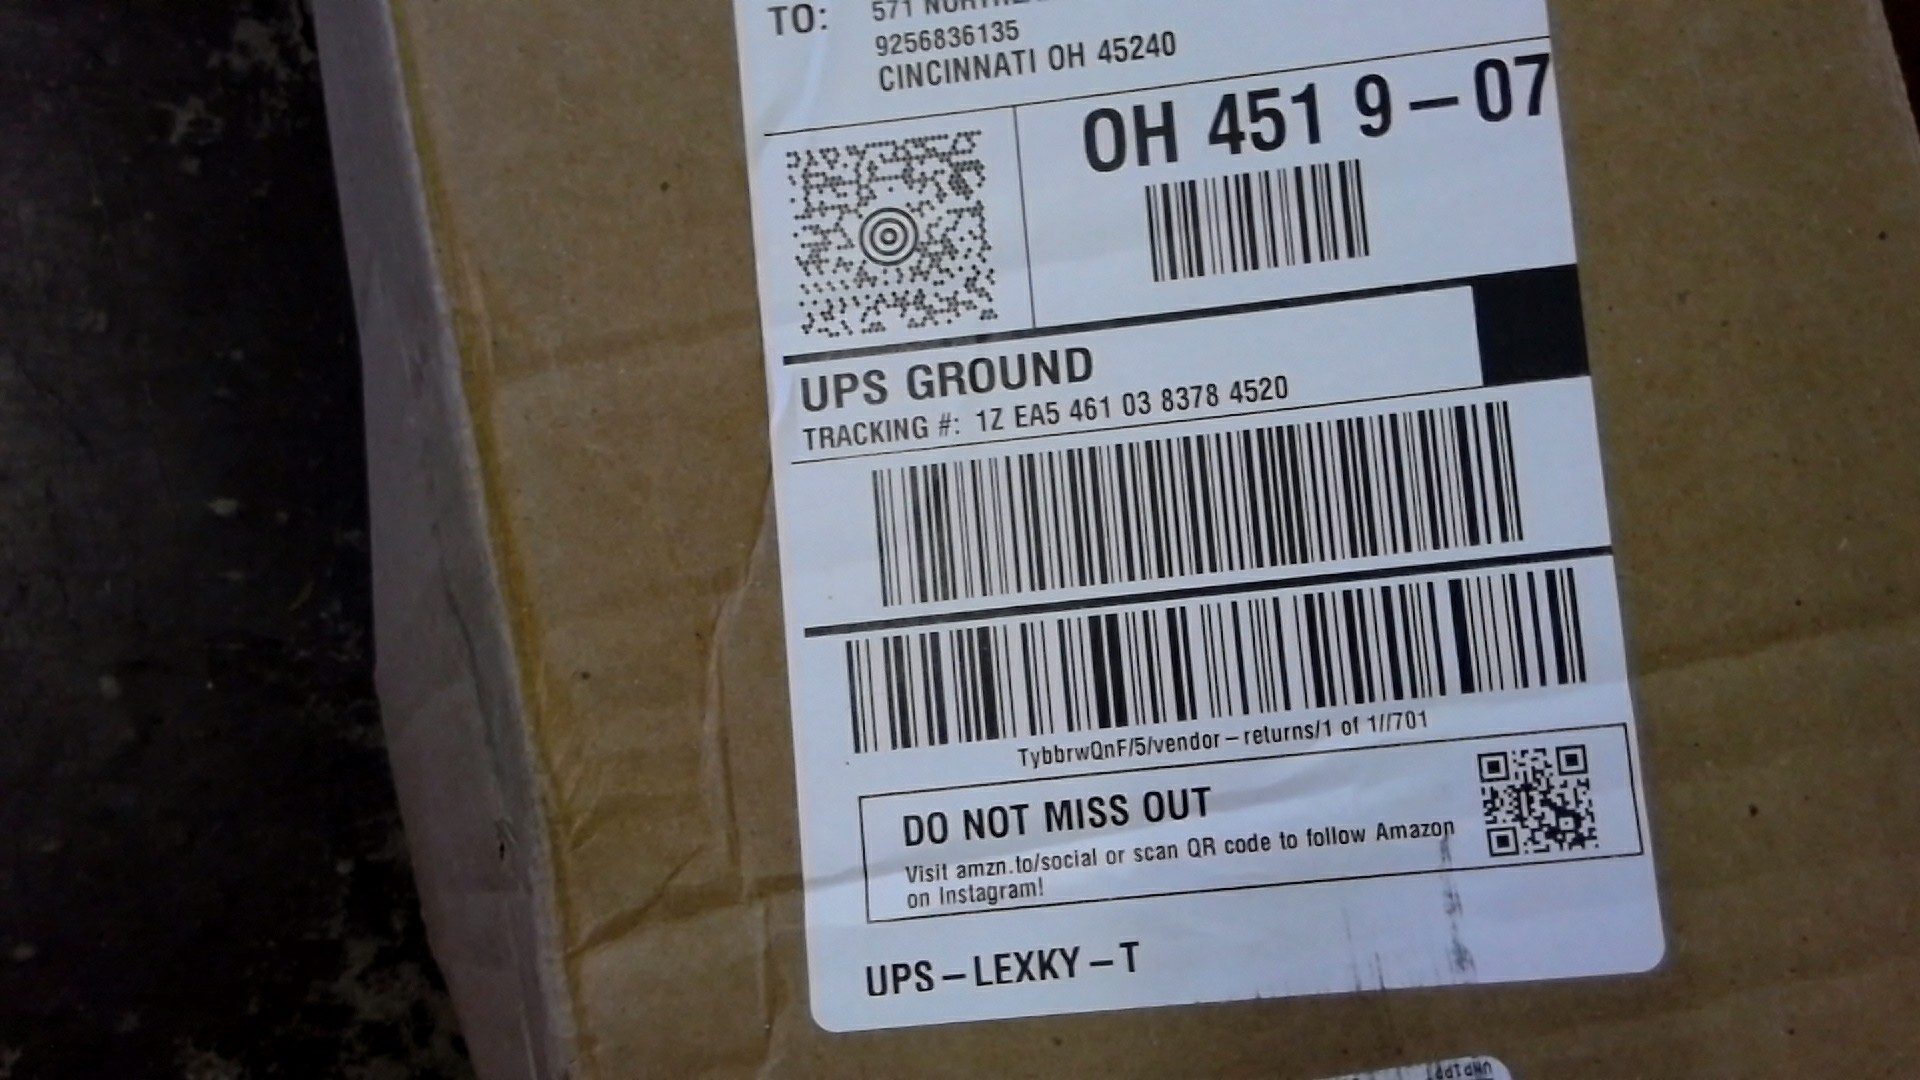 TO: 571
9256836135
CINCINNATI OH 45240
OH 451 9-07
UPS GROUND
TRACKING #: 1Z EA5 461 03 8378 4520
TybbrwQnF/5/vendor-returns/1 of 1//701
DO NOT MISS OUT
Visit amzn.to/social or scan QR code to follow Amazon
on Instagram!
UPS-LEXKY-T